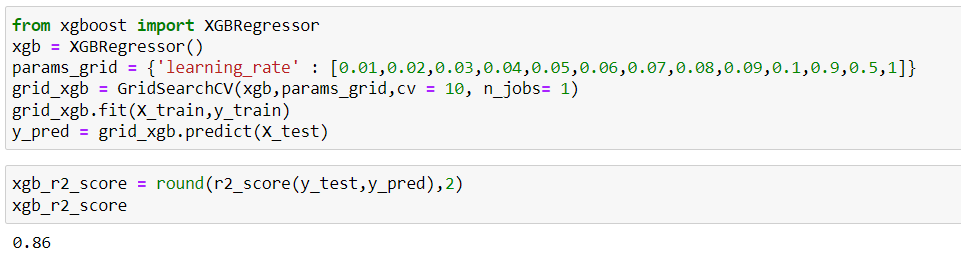 from xgboost import XGBRegressor
xgb = XGBRegressor()
params_grid = {'learning_rate' : [0.01,0.02,0.03,0.04,0.05,0.06,0.07,0.08,0.09,0.1,0.9,0.5,1]}
grid_xgb = GridSearchCV(xgb,params_grid,cv = 10, n_jobs= 1)
grid_xgb.fit(X_train,y_train)
y_pred = grid_xgb.predict(X_test)
xgb_r2_score = round(r2_score(y_test,y_pred),2)
xgb_r2_score
0.86